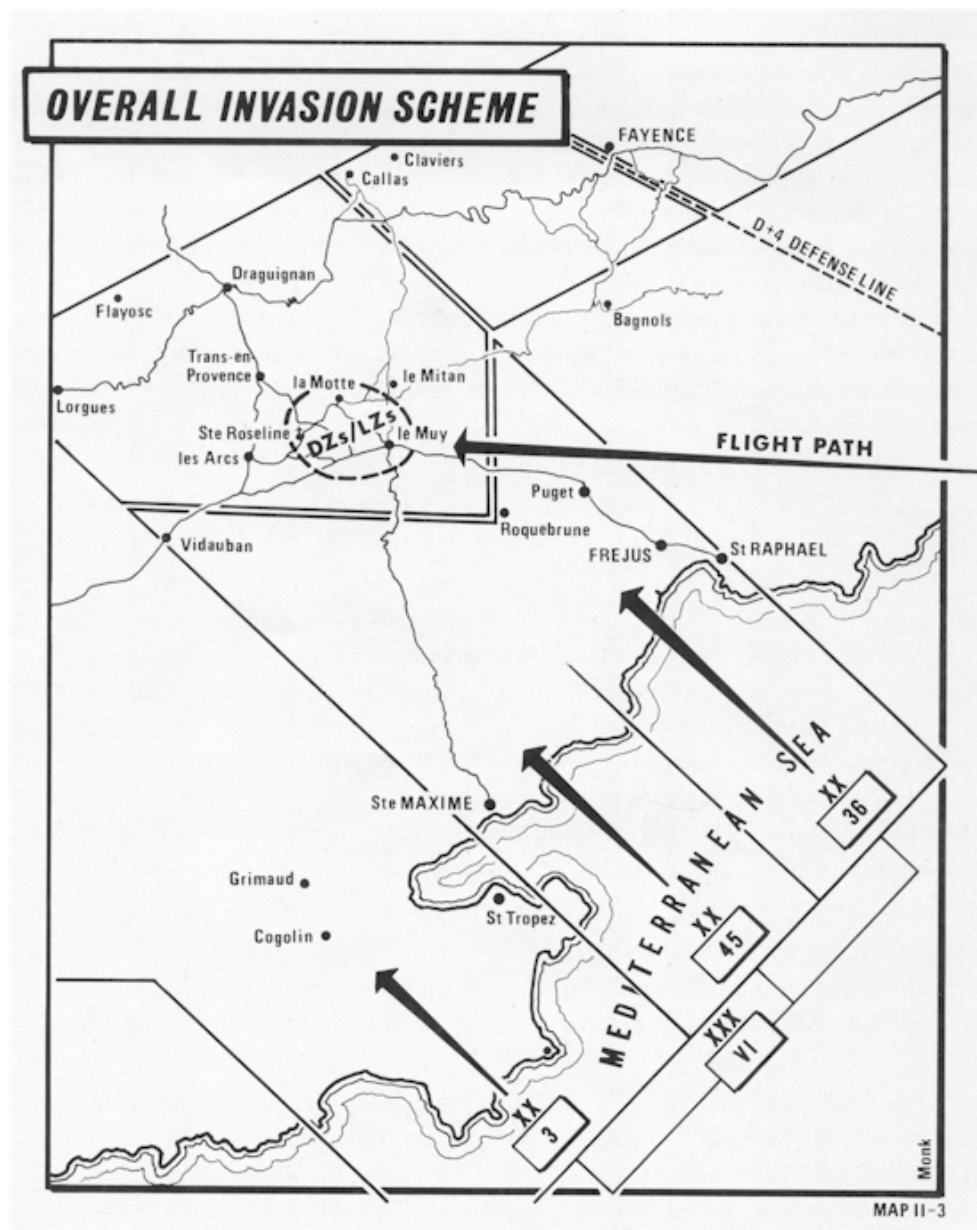 OVERALL INVASION SCHEME
FAYENCE
Claviers
Callas
D+4 DEFENSE LINE
Draguignan
Flayosc
Bagnols
Trans-en
Provence
la Motte
le Mitan
Lorgues
Ste Roseline
DZs/LZs
le Muy
FLIGHT PATH
les Arcs
Puget
Roquebrune
Vidauban
FREJUS
St RAPHAEL
MEDITERRANEAN SEA
Ste MAXIME
XX
36
Grimaud
St Tropez
Cogolin
XX
45
XXX
VI
XX
3
Monk
MAP II-3